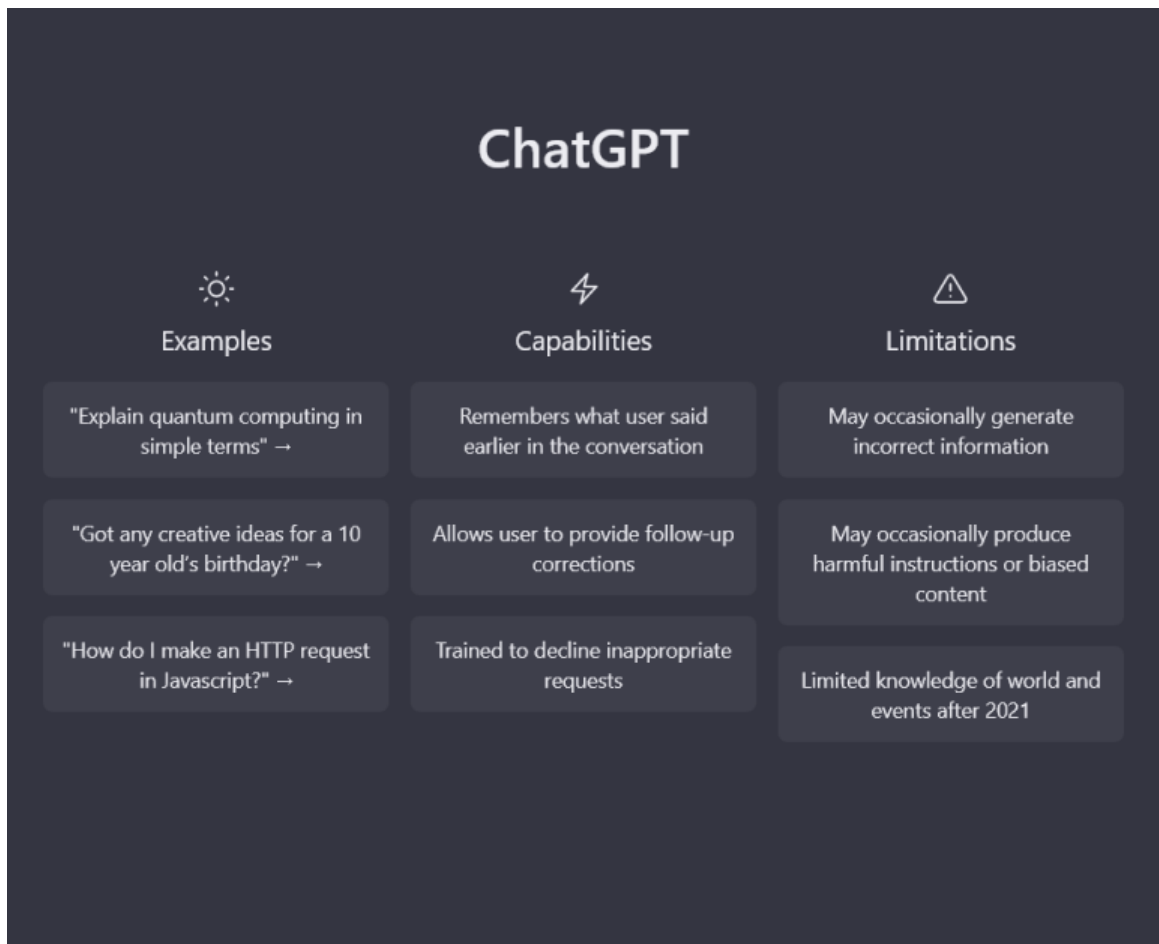 ChatGPT
Examples
"Explain quantum computing in
simple terms" →
"Got any creative ideas for a 10
year old's birthday?" →
"How do I make an HTTP request
in Javascript?" →
Capabilities
Remembers what user said
earlier in the conversation
Allows user to provide follow-up
corrections
Trained to decline inappropriate
requests
Limitations
May occasionally generate
incorrect information
May occasionally produce
harmful instructions or biased
content
Limited knowledge of world and
events after 2021